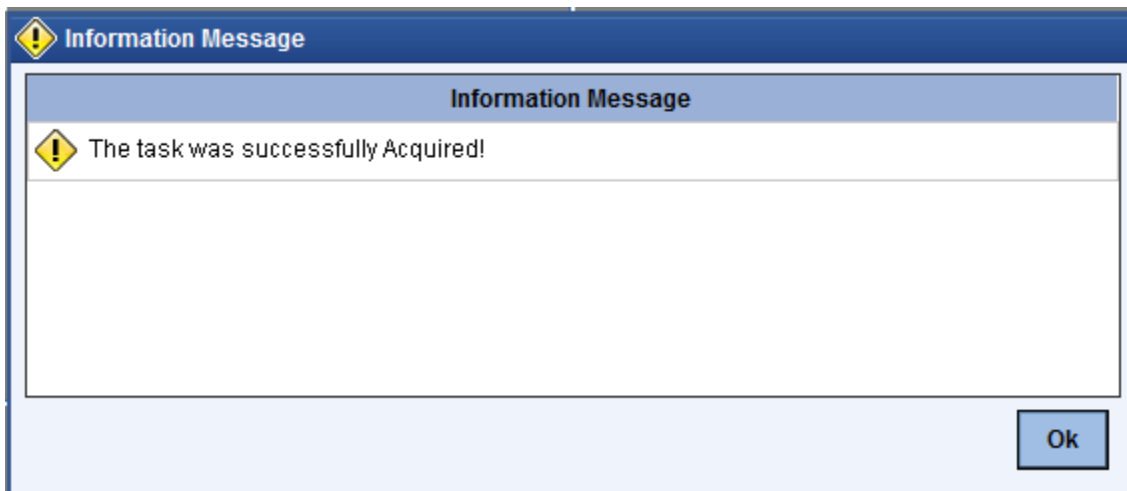 Information Message
Information Message
The task was successfully Acquired!
Ok